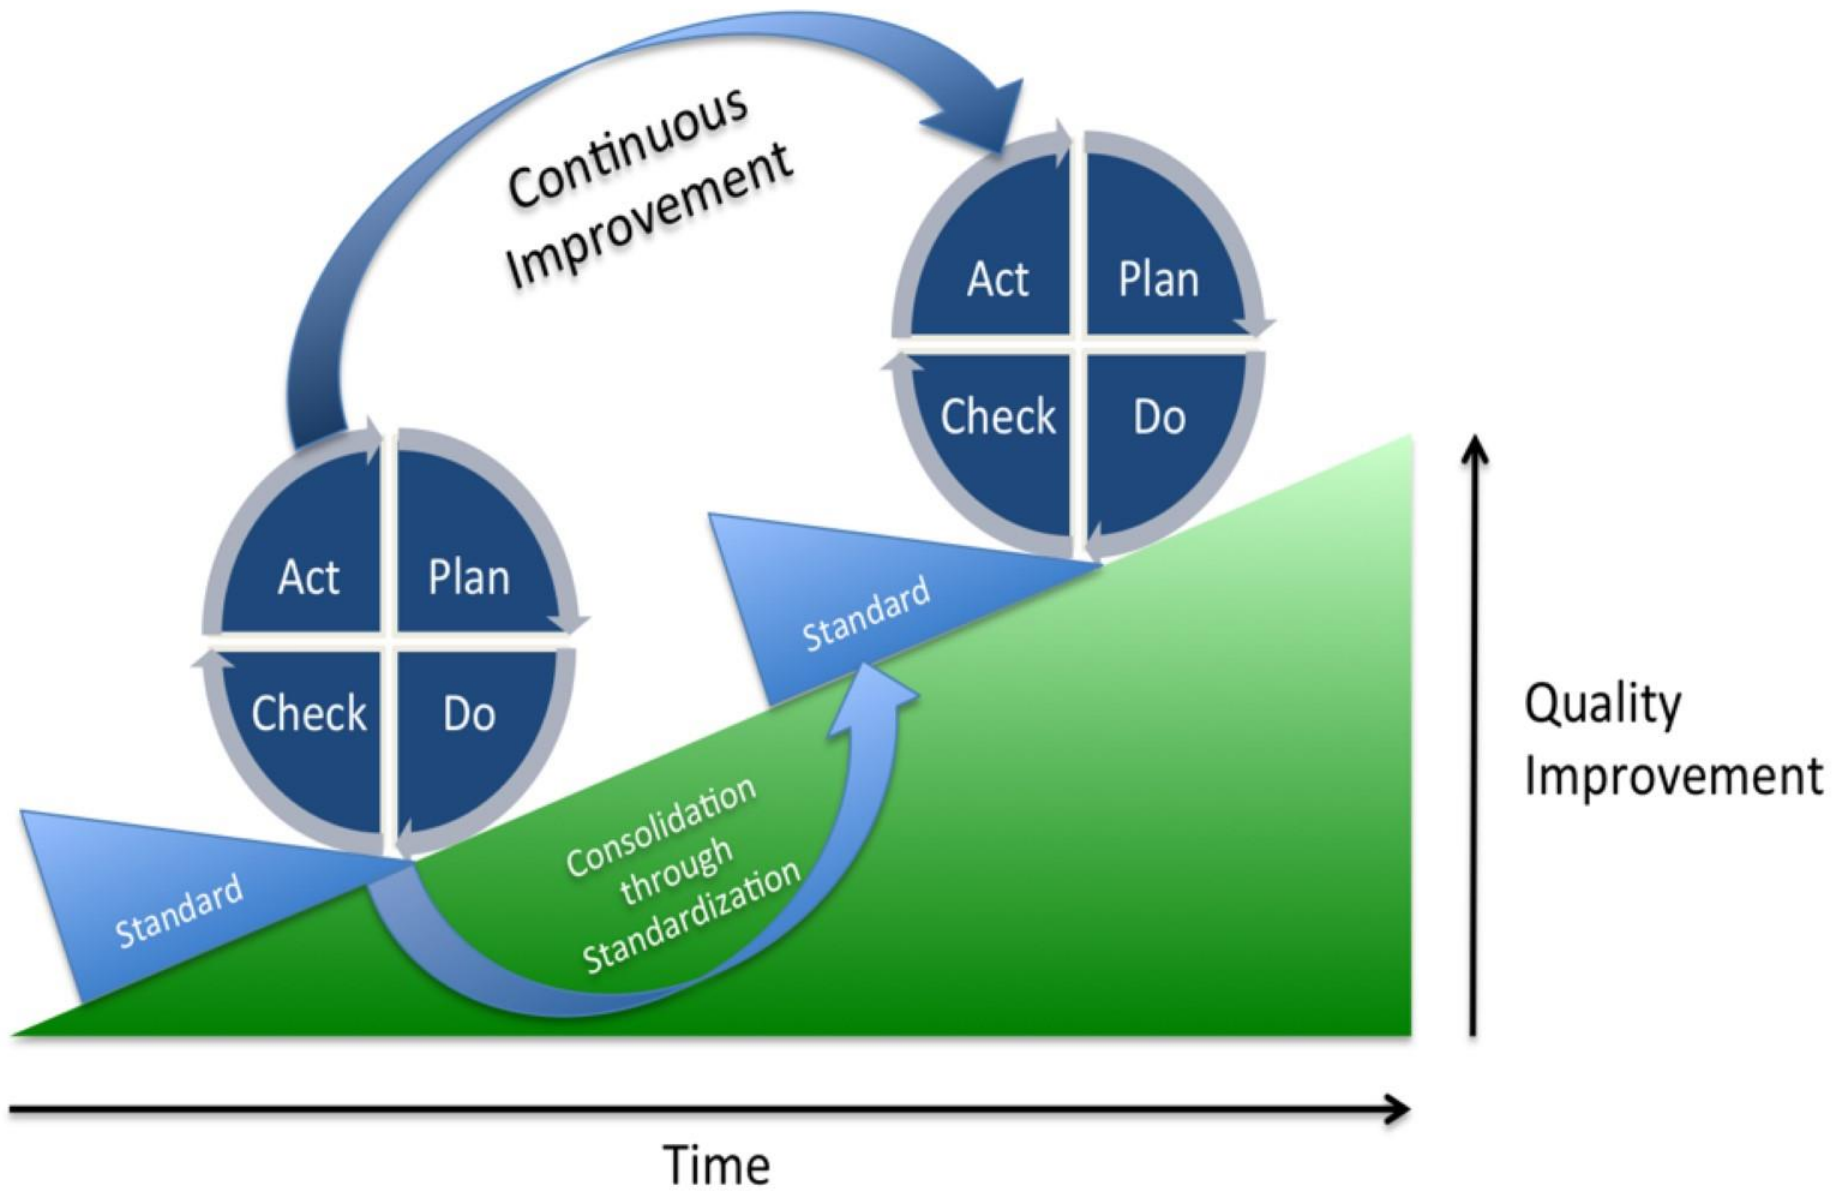 Continuous
Improvement
Act
Plan
Check
Do
Act
Plan
Check
Do
Standard
Standard
Consolidation
through
Standardization
Quality
Improvement
Time